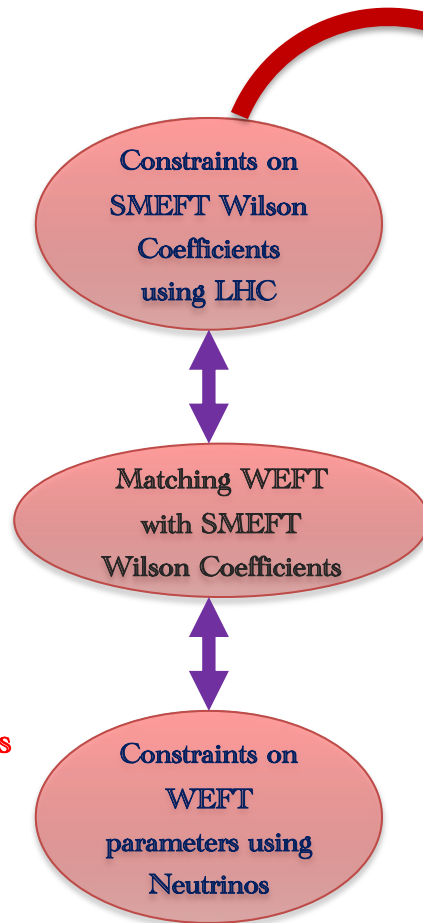 Constraints on
SMEFT Wilson
Coefficients
using LHC
Matching WEFT
with SMEFT
Wilson Coefficients
s
Constraints on
WEFT
parameters using
Neutrinos